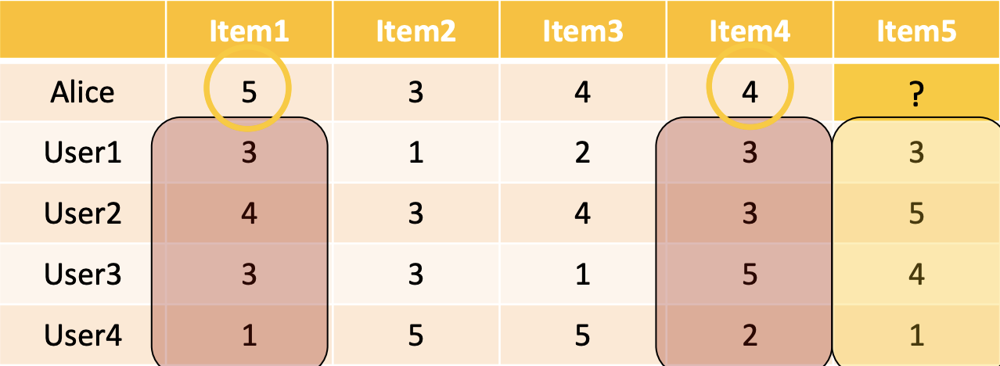 Item1 Item2 Item3 Item4 Item5
Alice 5 3 4 4 ?
User1 3 1 2 3 3
User2 4 3 4 3 5
User3 3 3 1 5 4
User4 1 5 5 2 1